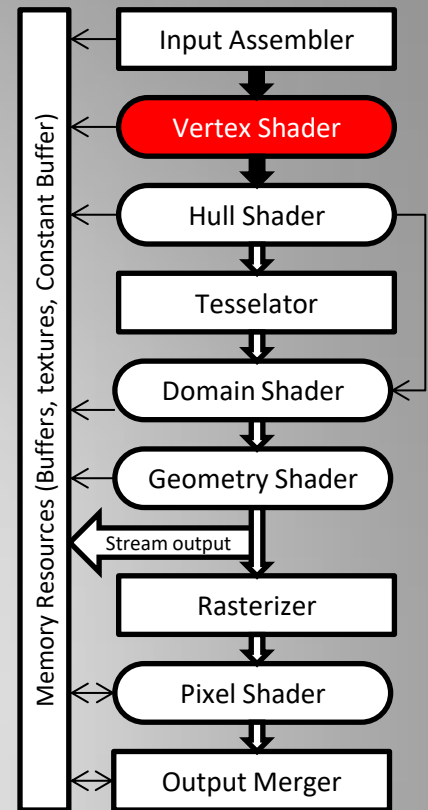 Memory Resources (Buffers, textures, Constant Buffer)
Input Assembler
Vertex Shader
Hull Shader
Tesselator
Domain Shader
Geometry Shader
Stream output
Rasterizer
Pixel Shader
Output Merger